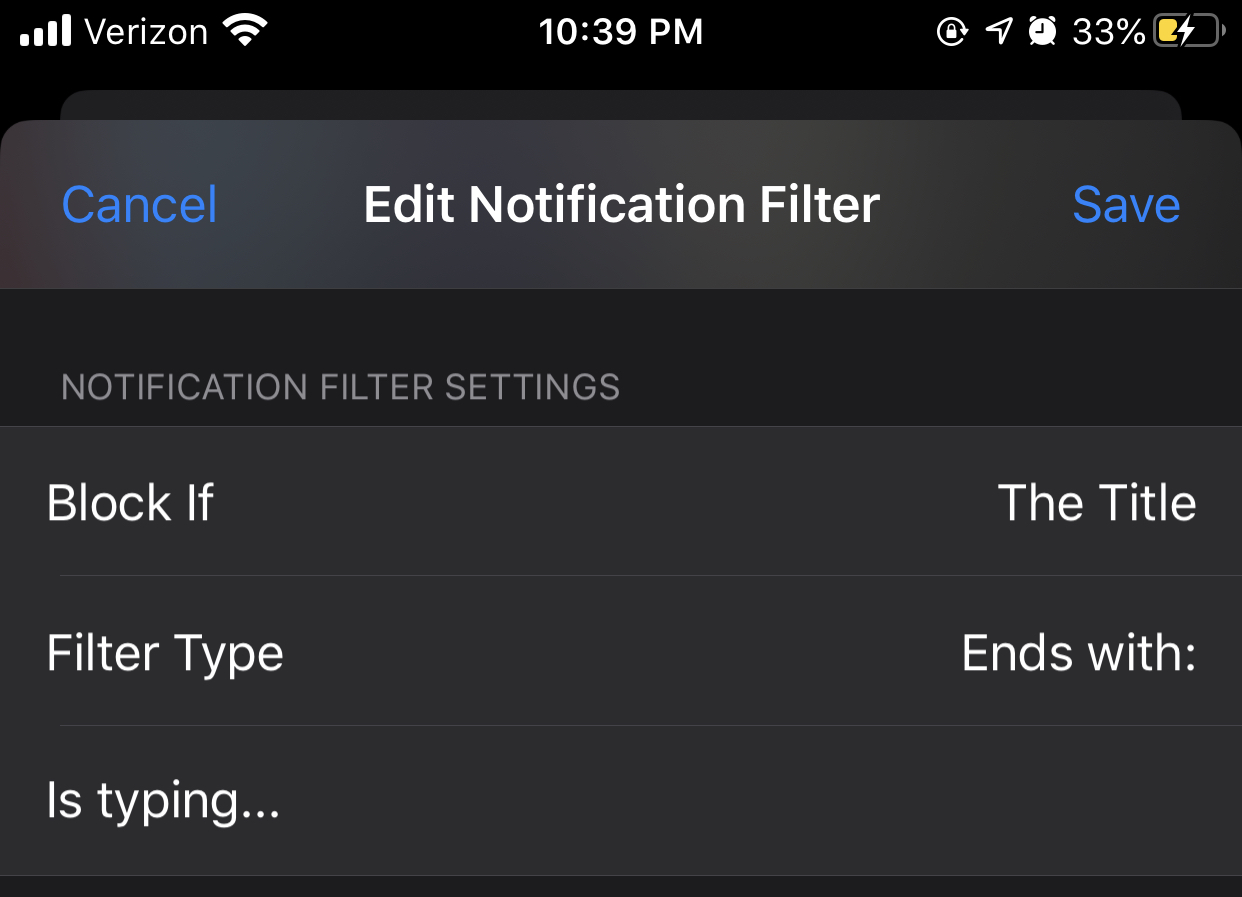 Verizon 10:39 PM 33%
Cancel Edit Notification Filter Save
NOTIFICATION FILTER SETTINGS
Block If The Title
Filter Type Ends with:
Is typing...